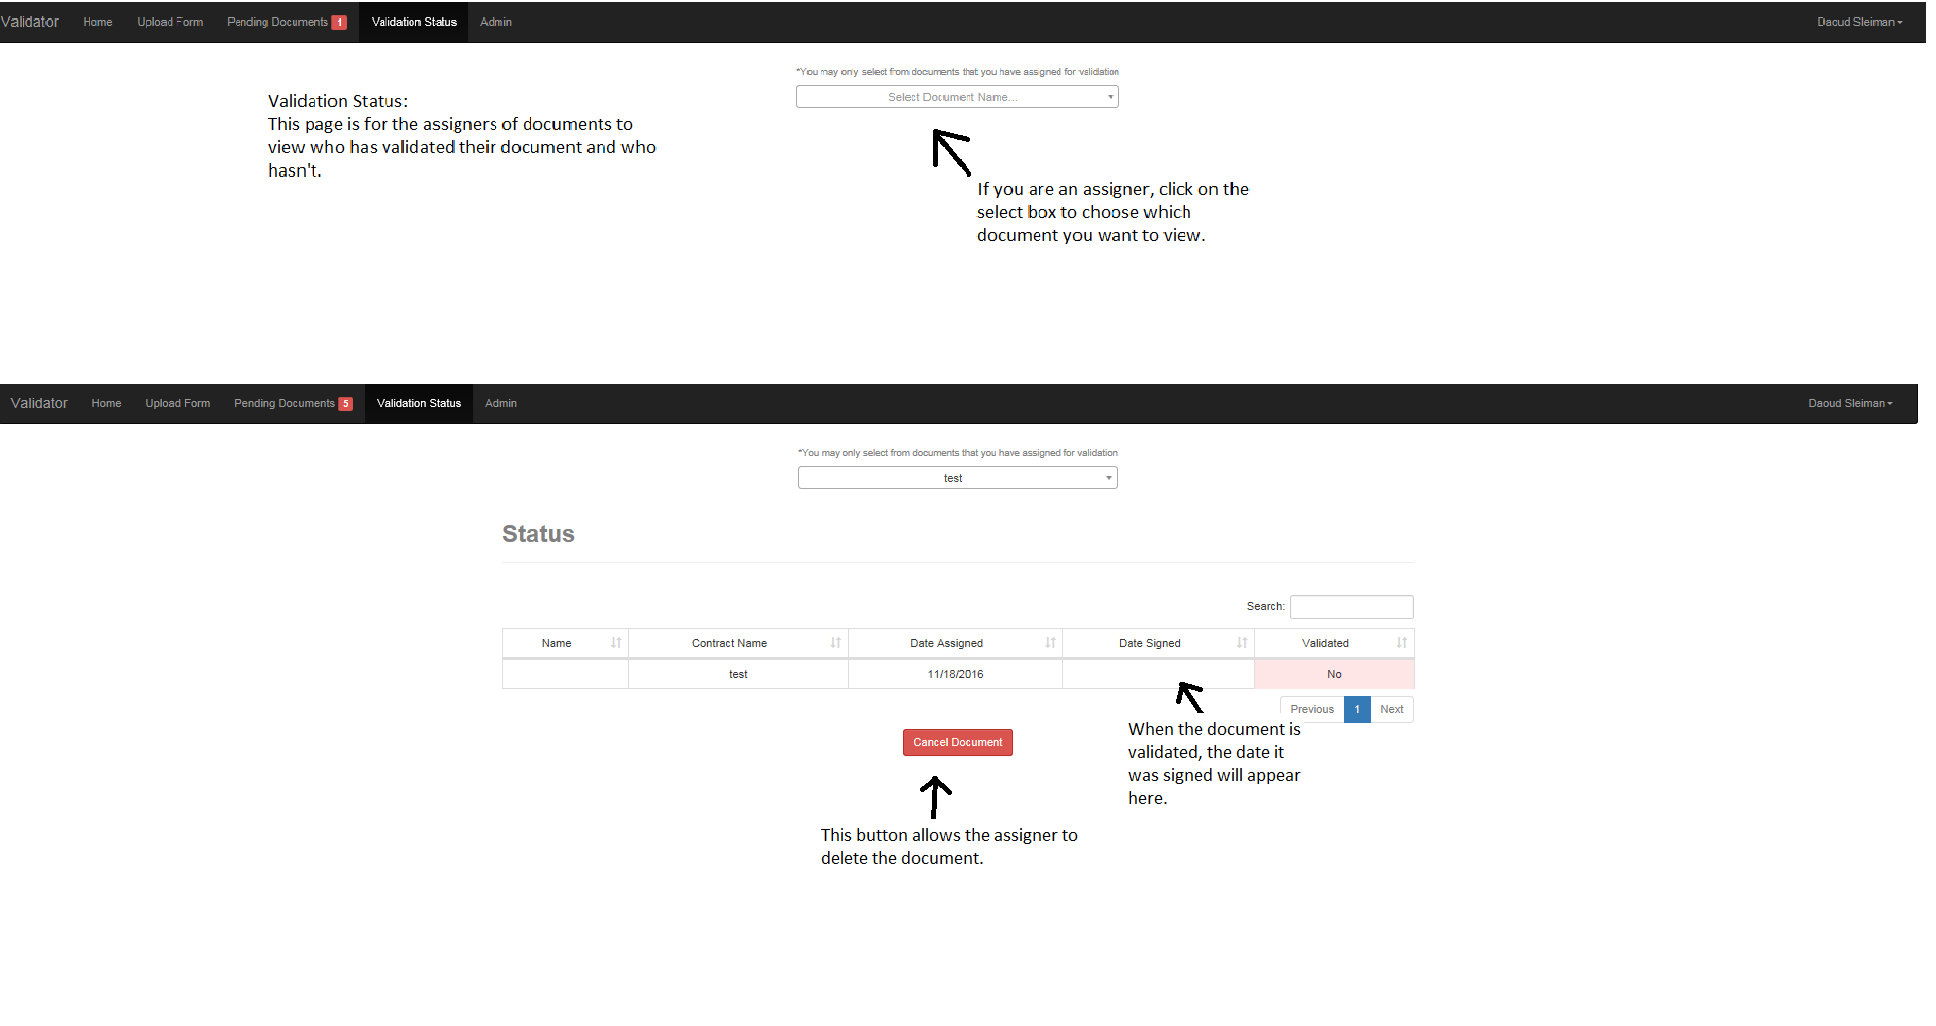 Validator Home Upload Form Pending Documents 1 Validation Status Admin Daoud Sleiman
*You may only select from documents that you have assigned for validation
Select Document Name...
Validation Status:
This page is for the assigners of documents to
view who has validated their document and who
hasn't.
If you are an assigner, click on the
select box to choose which
document you want to view.
Validator Home Upload Form Pending Documents 5 Validation Status Admin Daoud Sleiman
*You may only select from documents that you have assigned for validation
test
Status
Search:
Name Contract Name Date Assigned Date Signed Validated
test 11/18/2016 No
Previous 1 Next
When the document is
validated, the date it
was signed will appear
here.
Cancel Document
This button allows the assigner to
delete the document.